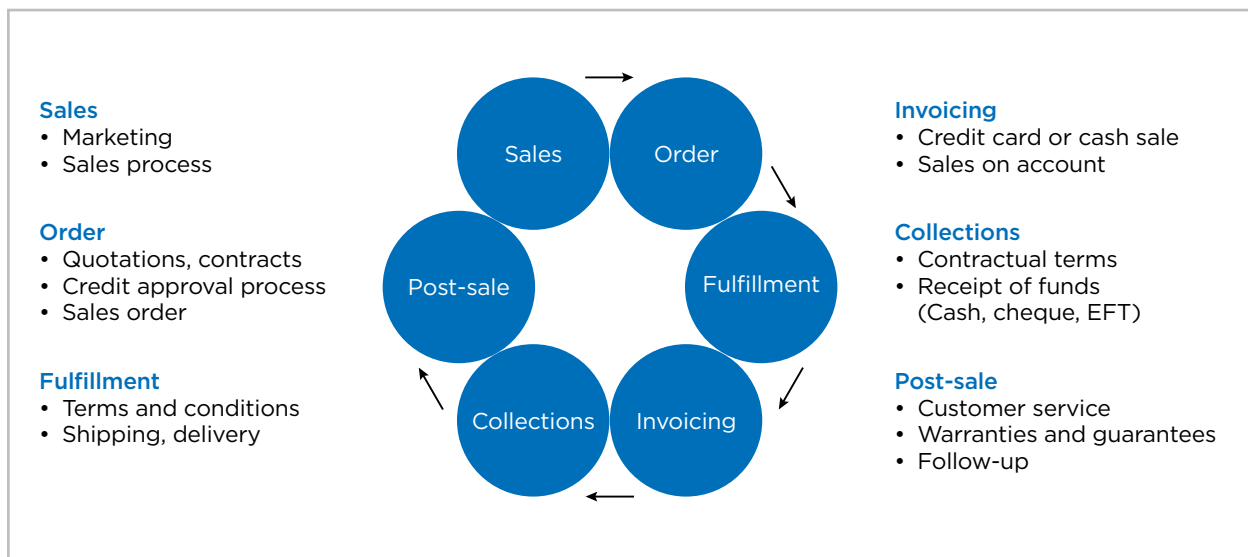 Sales
• Marketing
• Sales process
Order
• Quotations, contracts
• Credit approval process
• Sales order
Fulfillment
• Terms and conditions
• Shipping, delivery
Sales
Order
Fulfillment
Invoicing
Collections
Post-sale
Invoicing
• Credit card or cash sale
• Sales on account
Collections
• Contractual terms
• Receipt of funds
(Cash, cheque, EFT)
Post-sale
• Customer service
• Warranties and guarantees
• Follow-up